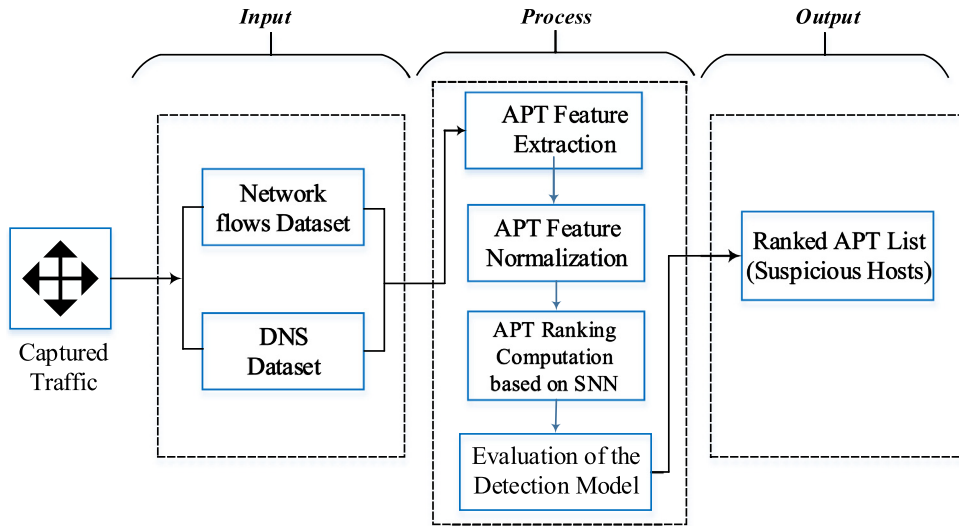 Input
Process
Output
Captured
Traffic
Network
flows Dataset
DNS
Dataset
APT Feature
Extraction
APT Feature
Normalization
APT Ranking
Computation
based on SNN
Evaluation of the
Detection Model
Ranked APT List
(Suspicious Hosts)